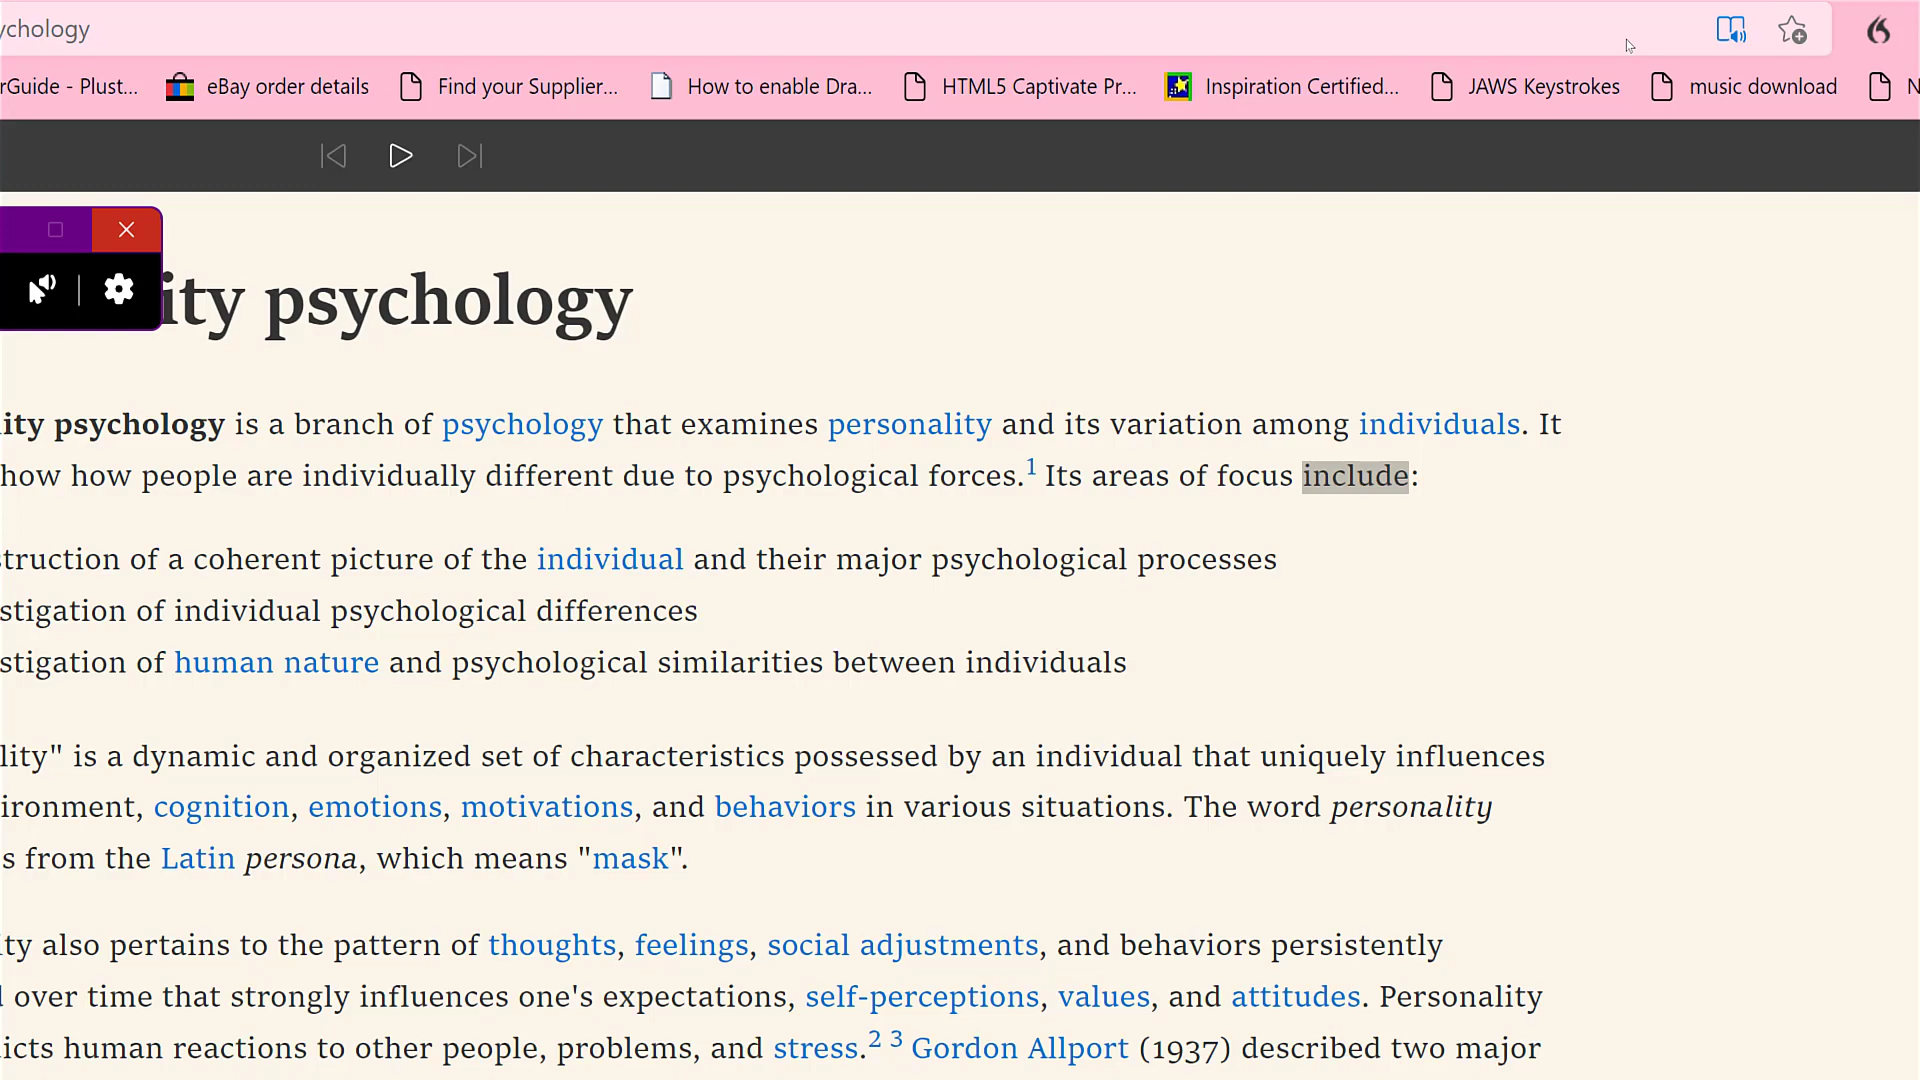 ychology
rGuide - Plust... eBay order details Find your Supplier... How to enable Dra... HTML5 Captivate Pr... Inspiration Certified... JAWS Keystrokes music download N
ity psychology
ity psychology is a branch of psychology that examines personality and its variation among individuals. It
how how people are individually different due to psychological forces.1 Its areas of focus include:
struction of a coherent picture of the individual and their major psychological processes
stigation of individual psychological differences
stigation of human nature and psychological similarities between individuals
lity" is a dynamic and organized set of characteristics possessed by an individual that uniquely influences
ironment, cognition, emotions, motivations, and behaviors in various situations. The word personality
s from the Latin persona, which means "mask".
ity also pertains to the pattern of thoughts, feelings, social adjustments, and behaviors persistently
over time that strongly influences one's expectations, self-perceptions, values, and attitudes. Personality
icts human reactions to other people, problems, and stress.2 3 Gordon Allport (1937) described two major